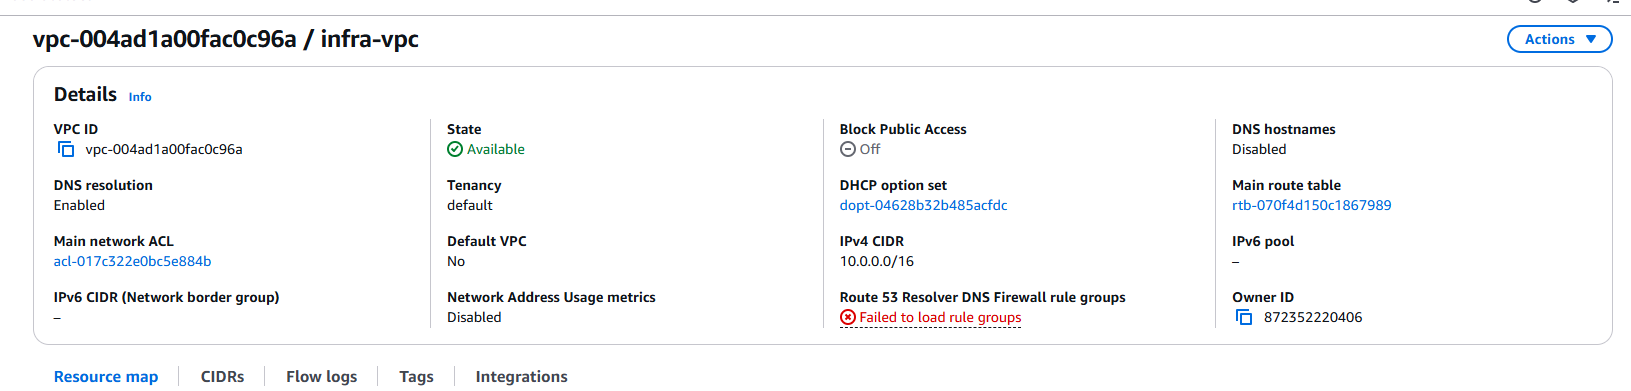 vpc-004ad1a00fac0c96a / infra-vpc
Actions
Details Info
VPC ID
vpc-004ad1a00fac0c96a
State
Available
Block Public Access
Off
DNS hostnames
Disabled
DNS resolution
Enabled
Tenancy
default
DHCP option set
dopt-04628b32b485acfdc
Main route table
rtb-070f4d150c1867989
Main network ACL
acl-017c322e0bc5e884b
Default VPC
No
IPv4 CIDR
10.0.0.0/16
IPv6 pool
–
IPv6 CIDR (Network border group)
–
Network Address Usage metrics
Disabled
Route 53 Resolver DNS Firewall rule groups
Failed to load rule groups
Owner ID
872352220406
Resource map CIDRs Flow logs Tags Integrations